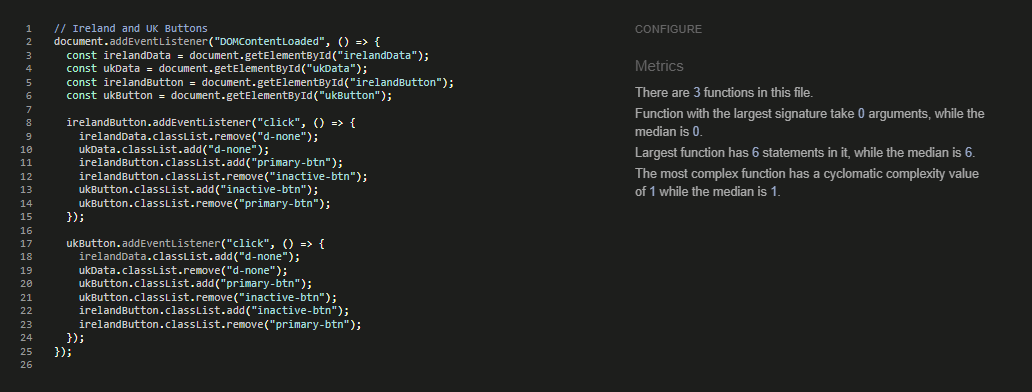 1 // Ireland and UK Buttons
2 document.addEventListener("DOMContentLoaded", () => {
3 const irelandData = document.getElementById("irelandData");
4 const ukData = document.getElementById("ukData");
5 const irelandButton = document.getElementById("irelandButton");
6 const ukButton = document.getElementById("ukButton");
7
8 irelandButton.addEventListener("click", () => {
9 irelandData.classList.remove("d-none");
10 ukData.classList.add("d-none");
11 irelandButton.classList.add("primary-btn");
12 irelandButton.classList.remove("inactive-btn");
13 ukButton.classList.add("inactive-btn");
14 ukButton.classList.remove("primary-btn");
15 });
16
17 ukButton.addEventListener("click", () => {
18 irelandData.classList.add("d-none");
19 ukData.classList.remove("d-none");
20 ukButton.classList.add("primary-btn");
21 ukButton.classList.remove("inactive-btn");
22 irelandButton.classList.add("inactive-btn");
23 irelandButton.classList.remove("primary-btn");
24 });
25 });
26
CONFIGURE
Metrics
There are 3 functions in this file.
Function with the largest signature take 0 arguments, while the
median is 0.
Largest function has 6 statements in it, while the median is 6.
The most complex function has a cyclomatic complexity value
of 1 while the median is 1.